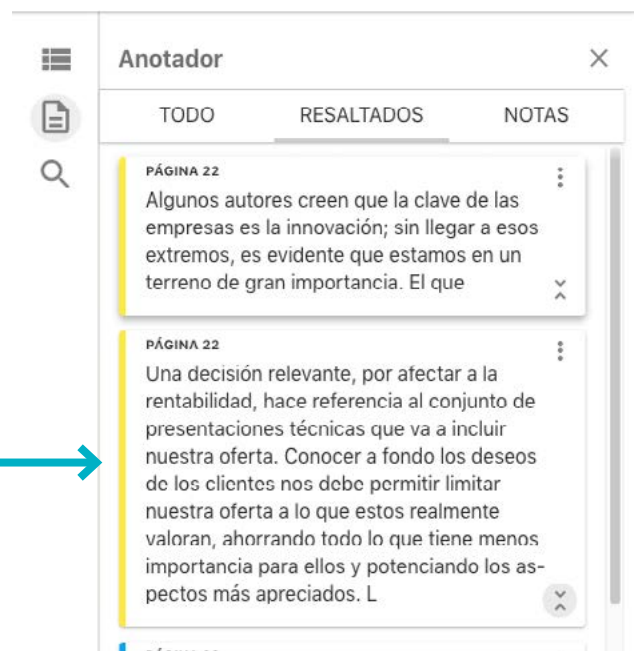 Anotador
TODO RESALTADOS NOTAS
PÁGINA 22
Algunos autores creen que la clave de las
empresas es la innovación; sin llegar a esos
extremos, es evidente que estamos en un
terreno de gran importancia. El que
PÁGINA 22
Una decisión relevante, por afectar a la
rentabilidad, hace referencia al conjunto de
presentaciones técnicas que va a incluir
nuestra oferta. Conocer a fondo los deseos
de los clientes nos debe permitir limitar
nuestra oferta a lo que estos realmente
valoran, ahorrando todo lo que tiene menos
importancia para ellos y potenciando los as-
pectos más apreciados. L